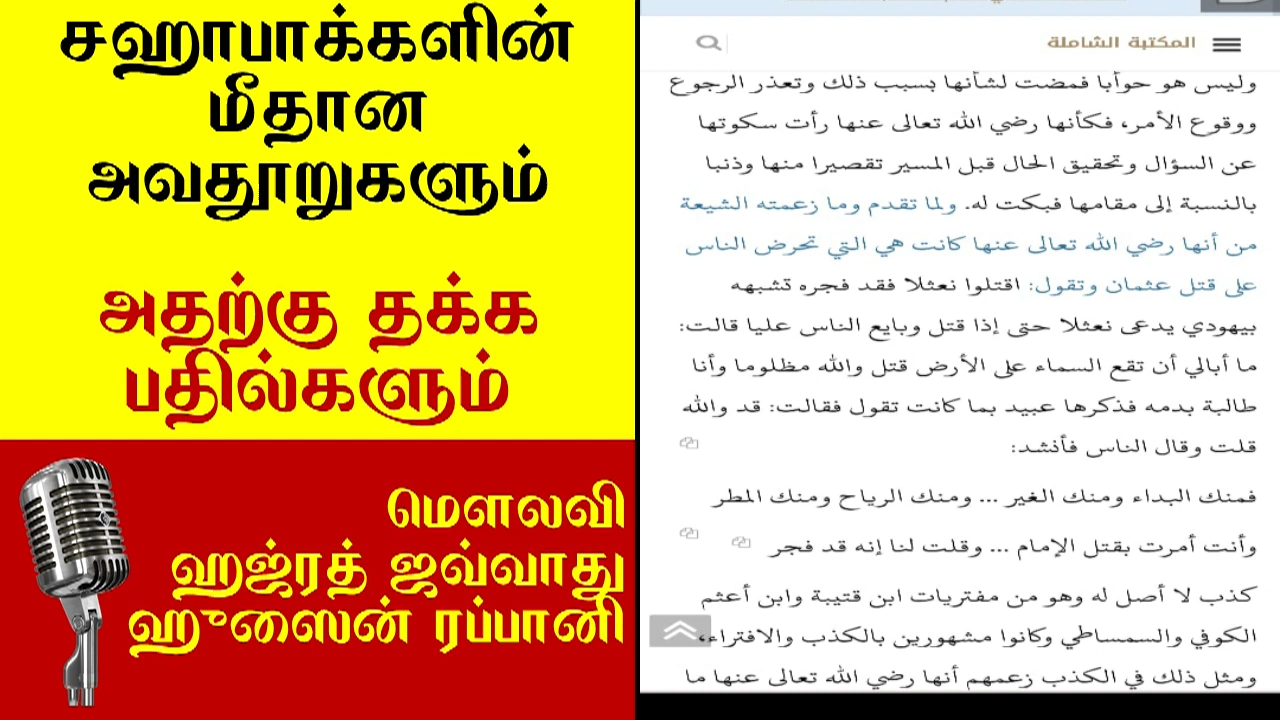 சஹாபாக்களின்
மீதான
அவதூறுகளும்
அதற்கு தக்க
பதில்களும்
மௌலவி
ஹஜ்ரத் ஜவ்வாது
ஹுஸைன் ரப்பானி
المكتبة الشاملة
وليس هو حوأبا فمضت لشأنها بسبب ذلك وتعذر الرجوع
ووقوع الأمر، فكأنها رضي الله تعالى عنها رأت سكوتها
عن السؤال وتحقيق الحال قبل المسير تقصيرا منها وذنبا
بالنسبة إلى مقامها فبكت له. ولما تقدم وما زعمته الشيعة
من أنها رضي الله تعالى عنها كانت هي التي تحرض الناس
على قتل عثمان وتقول: اقتلوا نعثلا فقد فجره تشبهه
بيهودي يدعى نعثلا حتى إذا قتل وبايع الناس عليا قالت:
ما أبالي أن تقع السماء على الأرض قتل والله مظلوما وأنا
طالبة بدمه فذكرها عبيد بما كانت تقول فقالت: قد والله
قلت وقال الناس فأنشد:
فمنك البداء ومنك الغير ... ومنك الرياح ومنك المطر
وأنت أمرت بقتل الإمام ... وقلت لنا إنه قد فجر
كذب لا أصل له وهو من مفتريات ابن قتيبة وابن أعثم
الكوفي والسمساطي وكانوا مشهورين بالكذب والافتراء،
ومثل ذلك في الكذب زعمهم أنها رضي الله تعالى عنها ما